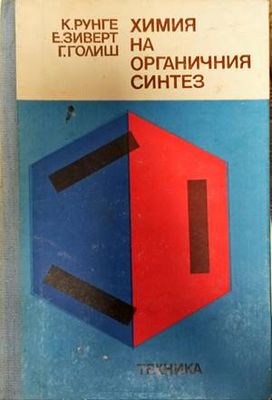 К. РУНГЕ
Е. ЗИВЕРТ
Г. ГОЛИШ
ХИМИЯ
НА
ОРГАНИЧНИЯ
СИНТЕЗ
ТЕХНИКА